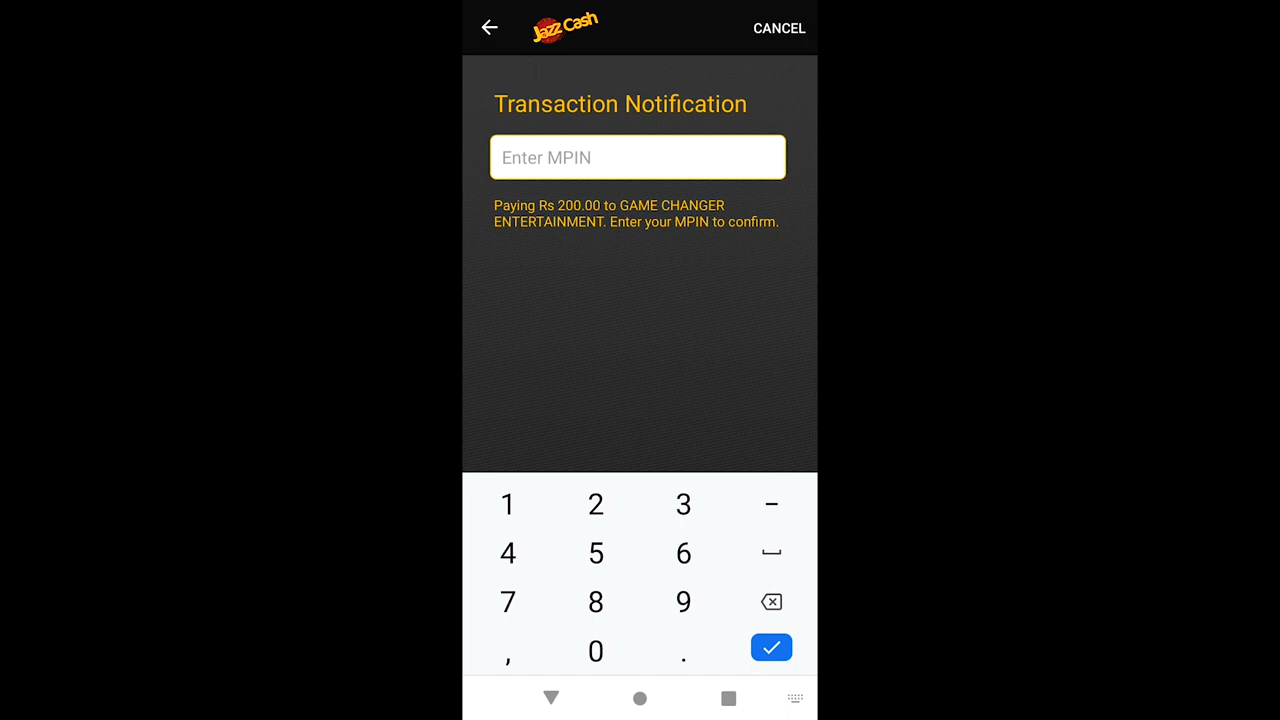 Jazz Cash
CANCEL
Transaction Notification
Enter MPIN
Paying Rs 200.00 to GAME CHANGER
ENTERTAINMENT. Enter your MPIN to confirm.
1 2 3 -
4 5 6
7 8 9
, 0 .